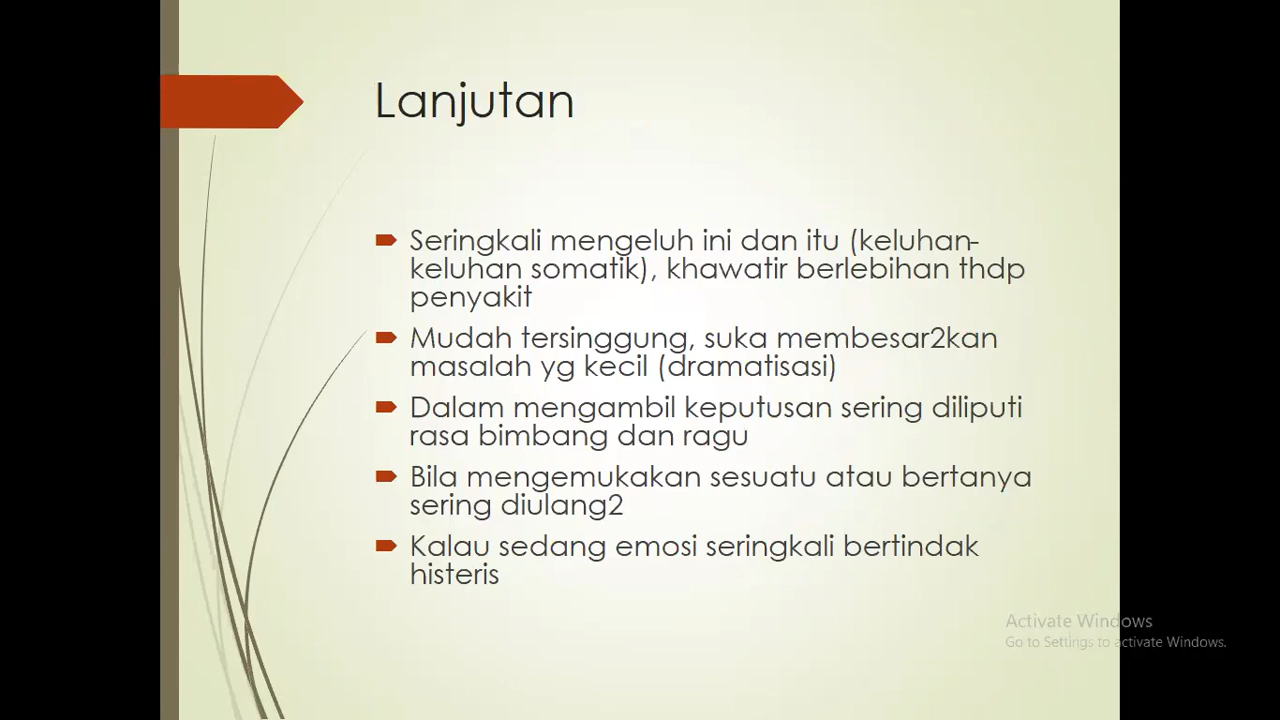 Lanjutan
Seringkali mengeluh ini dan itu (keluhan-
keluhan somatik), khawatir berlebihan thdp
penyakit
Mudah tersinggung, suka membesar2kan
masalah yg kecil (dramatisasi)
Dalam mengambil keputusan sering diliputi
rasa bimbang dan ragu
Bila mengemukakan sesuatu atau bertanya
sering diulang2
Kalau sedang emosi seringkali bertindak
histeris
Activate Windows
Go to Settings to activate Windows.